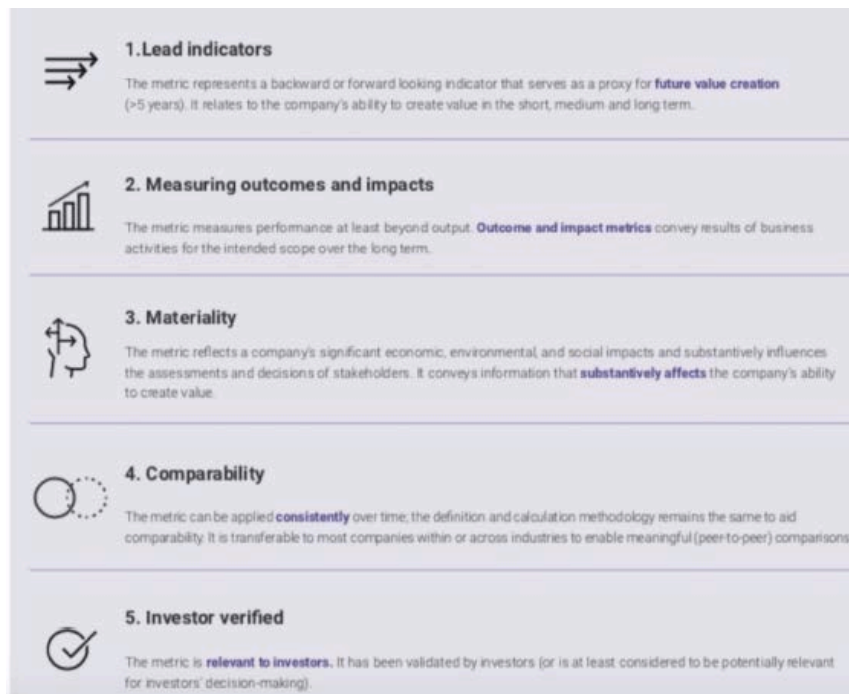 1.Lead indicators
The metric represents a backward or forward looking indicator that serves as a proxy for future value creation
(>5 years). It relates to the company's ability to create value in the short, medium and long term.
2. Measuring outcomes and impacts
The metric measures performance at least beyond output. Outcome and impact metrics convey results of business
activities for the intended scope over the long term.
3. Materiality
The metric reflects a company's significant economic, environmental, and social impacts and substantively influences
the assessments and decisions of stakeholders. It conveys information that substantively affects the company's ability
to create value.
4. Comparability
The metric can be applied consistently over time; the definition and calculation methodology remains the same to aid
comparability. It is transferable to most companies within or across industries to enable meaningful (peer-to-peer) comparisons
5. Investor verified
The metric is relevant to investors. It has been validated by investors (or is at least considered to be potentially relevant
for investors' decision-making).